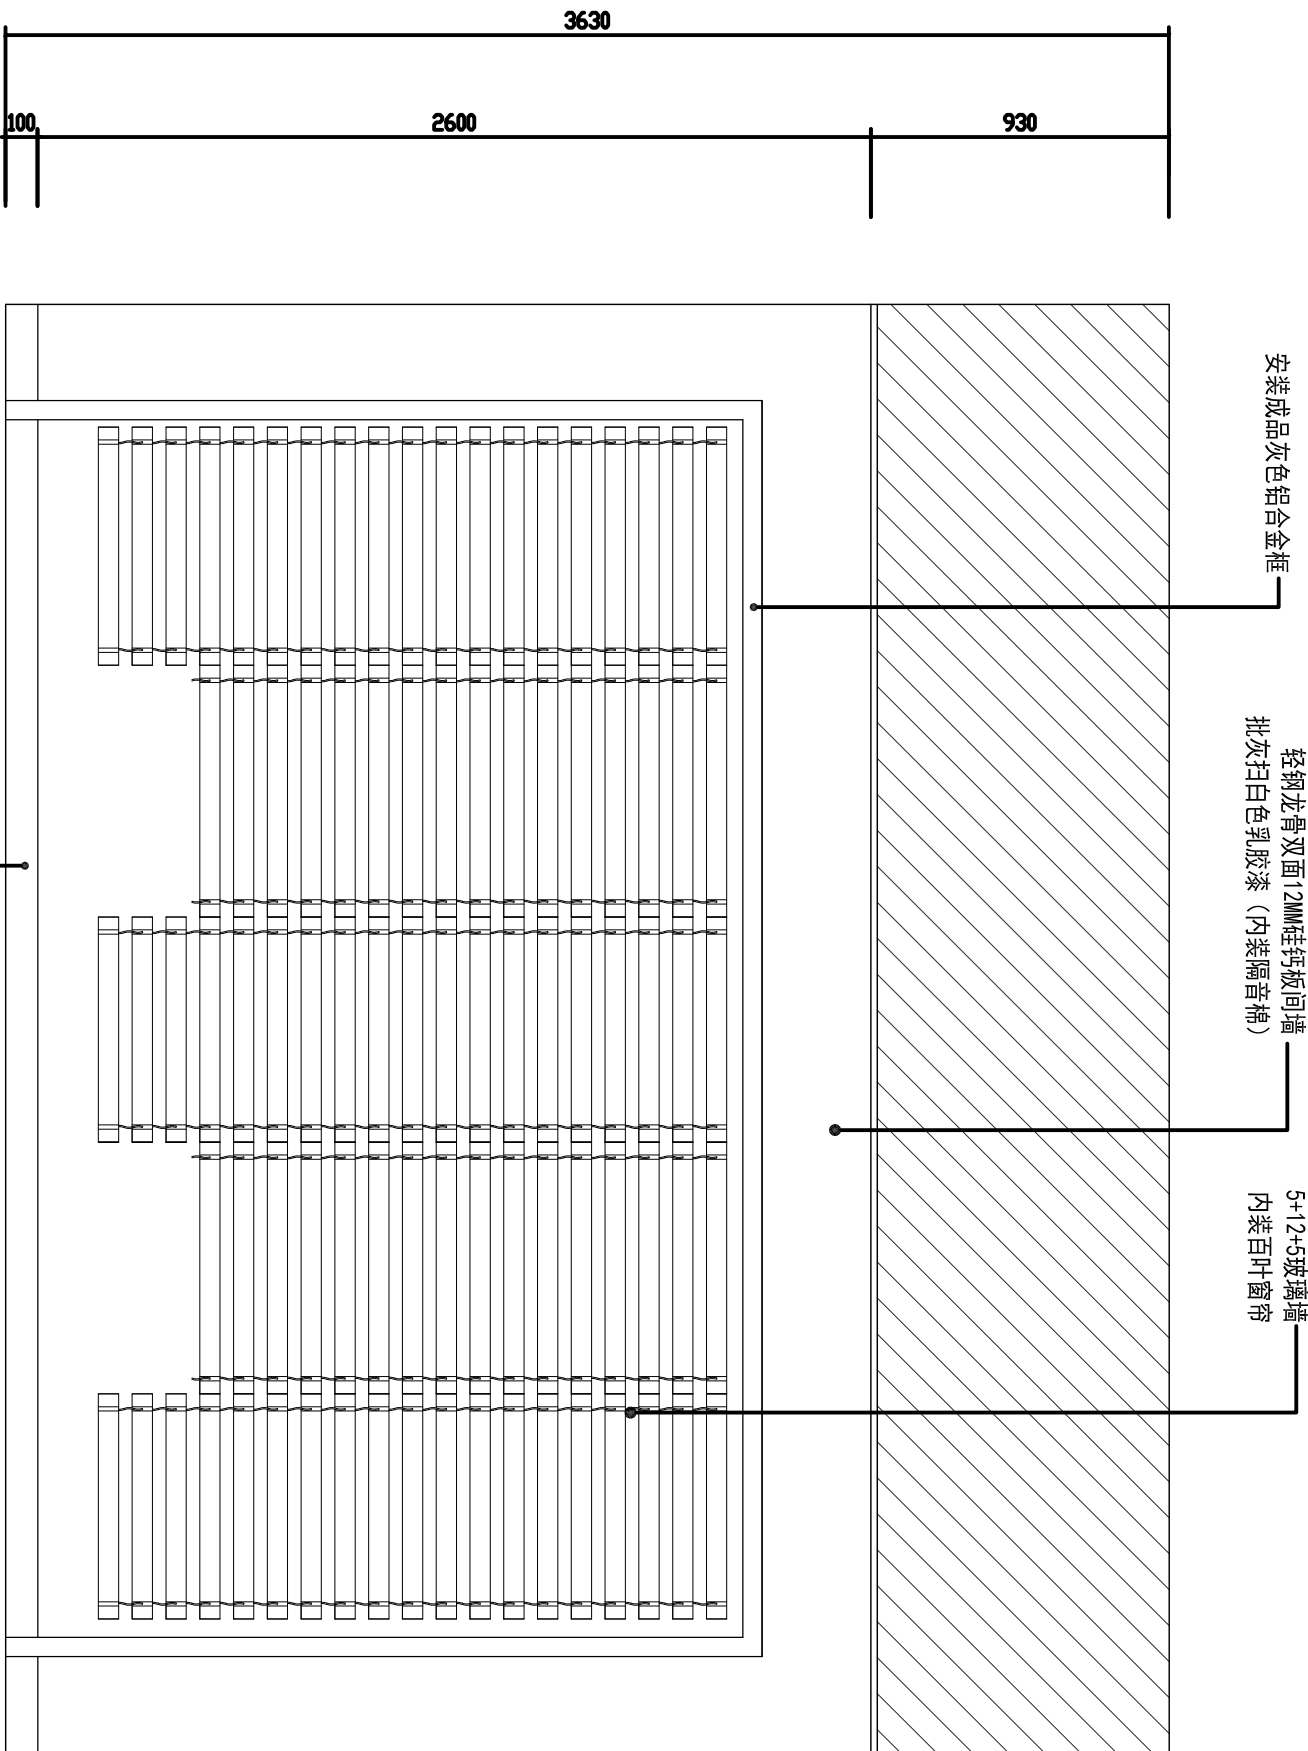 3630
100
2600
930
安装成品灰色铝合金框
轻钢龙骨双面12MM硅钙板间墙
批灰扫白色乳胶漆（内装隔音棉）
5+12+5玻璃墙
内装百叶窗帘